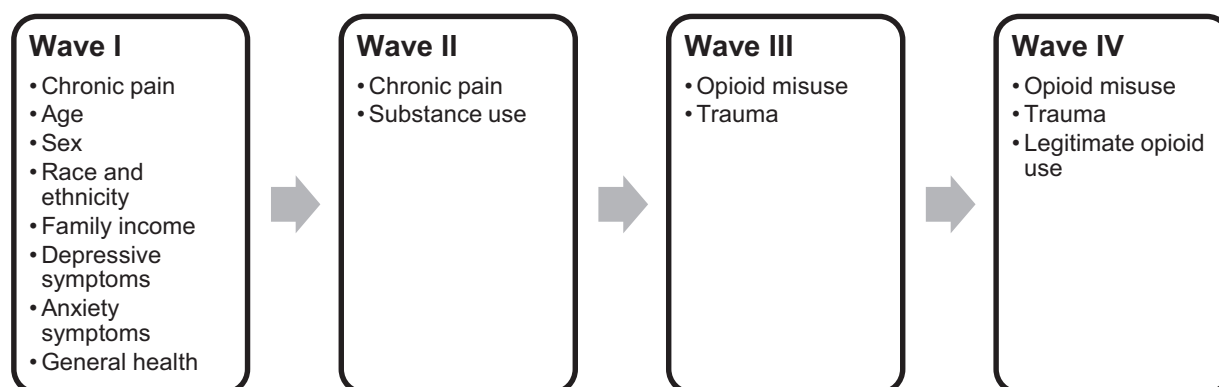 Wave I
• Chronic pain
• Age
• Sex
• Race and
ethnicity
• Family income
• Depressive
symptoms
• Anxiety
symptoms
• General health
Wave II
• Chronic pain
• Substance use
Wave III
• Opioid misuse
• Trauma
Wave IV
• Opioid misuse
• Trauma
• Legitimate opioid
use